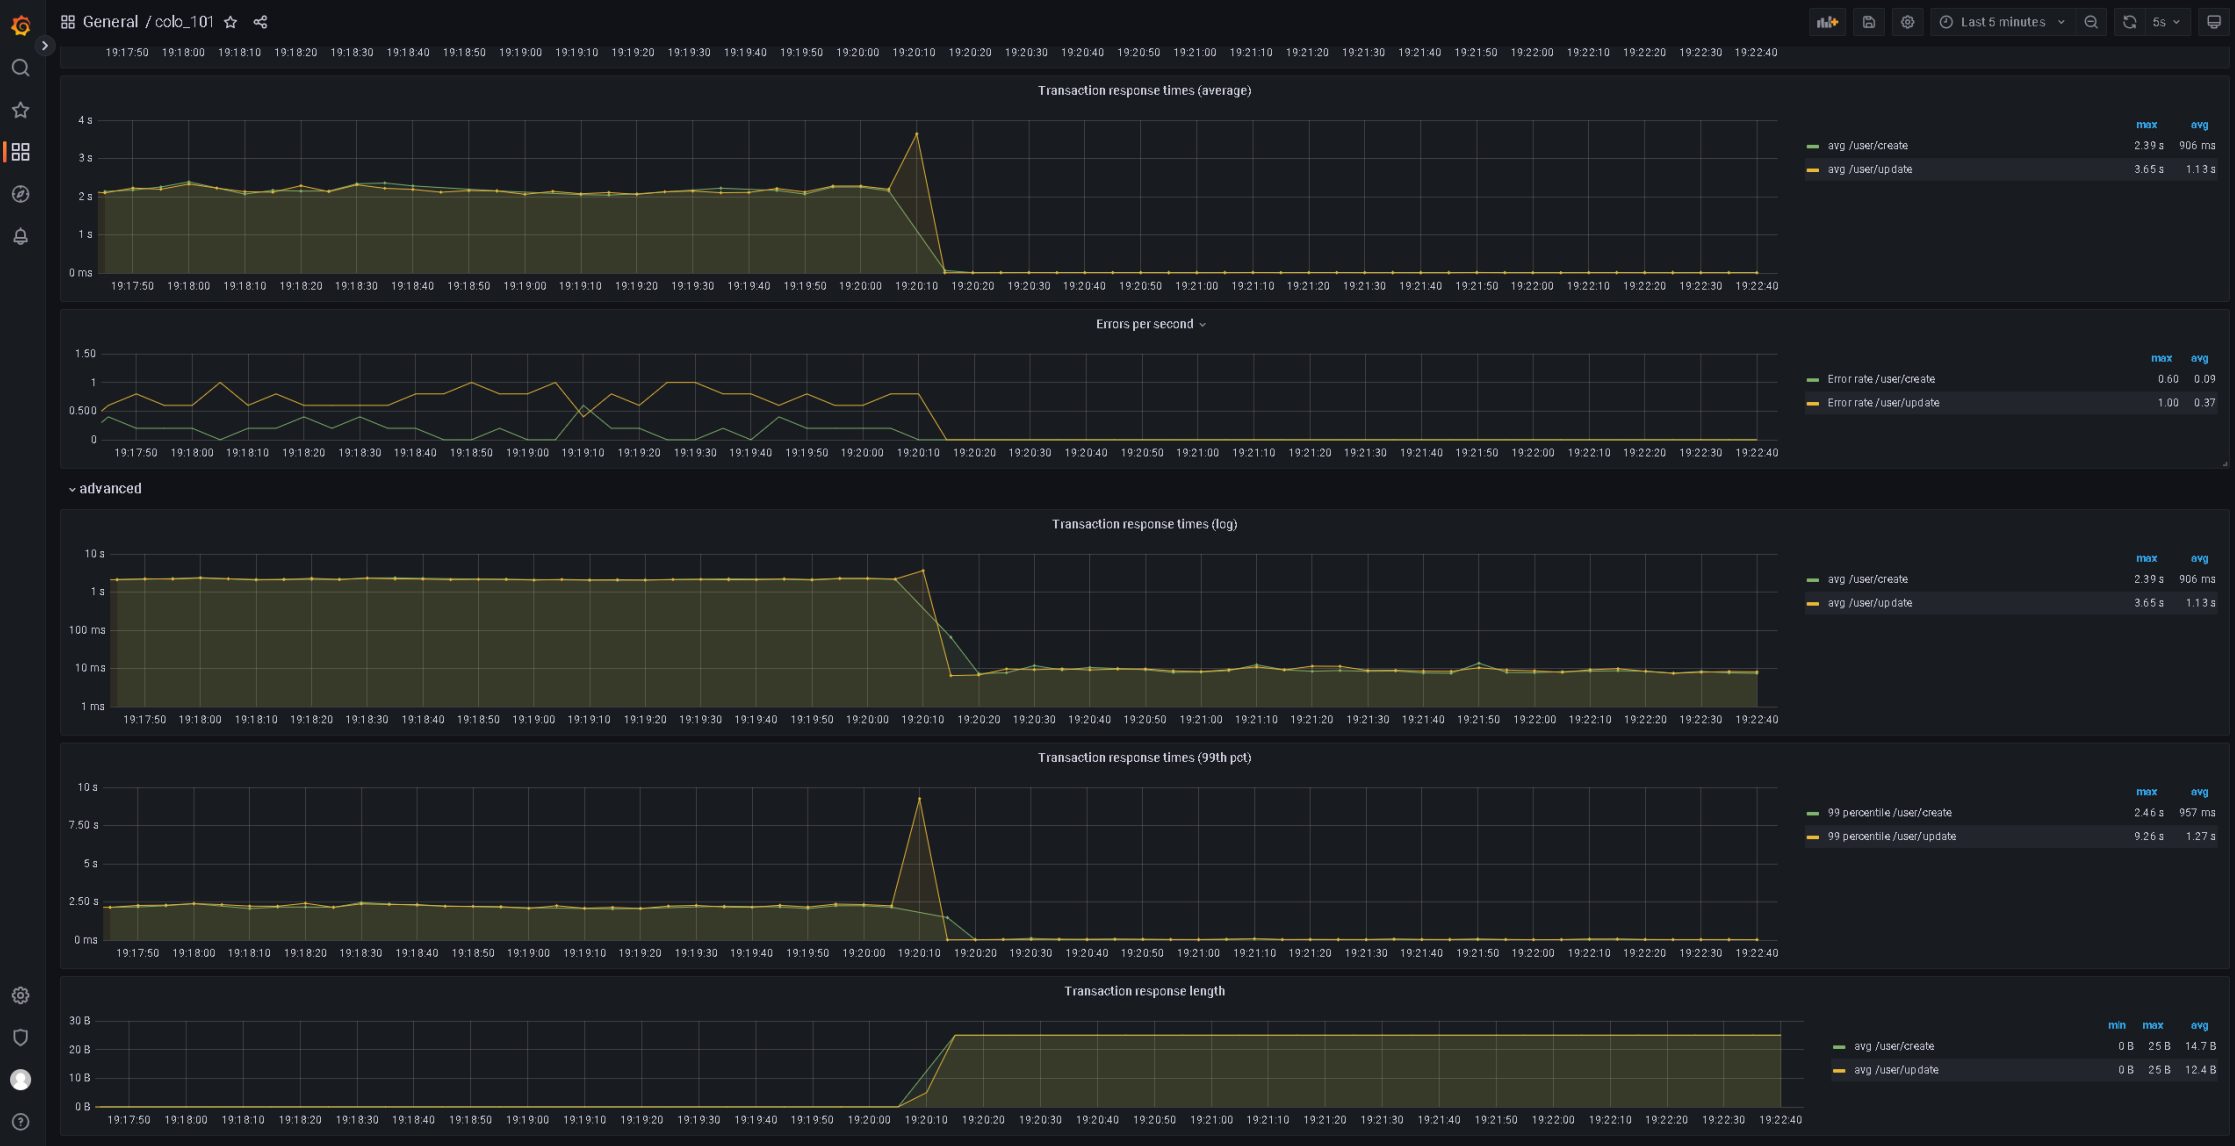 General / colo_101
Last 5 minutes
5s
19:17:50 19:18:00 19:18:10 19:18:20 19:18:30 19:18:40 19:18:50 19:19:00 19:19:10 19:19:20 19:19:30 19:19:40 19:19:50 19:20:00 19:20:10 19:20:20 19:20:30 19:20:40 19:20:50 19:21:00 19:21:10 19:21:20 19:21:30 19:21:40 19:21:50 19:22:00 19:22:10 19:22:20 19:22:30 19:22:40
Transaction response times (average)
4 s
3 s
2 s
1 s
0 ms
19:17:50 19:18:00 19:18:10 19:18:20 19:18:30 19:18:40 19:18:50 19:19:00 19:19:10 19:19:20 19:19:30 19:19:40 19:19:50 19:20:00 19:20:10 19:20:20 19:20:30 19:20:40 19:20:50 19:21:00 19:21:10 19:21:20 19:21:30 19:21:40 19:21:50 19:22:00 19:22:10 19:22:20 19:22:30 19:22:40
max avg
avg /user/create 2.39 s 906 ms
avg /user/update 3.65 s 1.13 s
Errors per second
1.50
1
0.500
0
19:17:50 19:18:00 19:18:10 19:18:20 19:18:30 19:18:40 19:18:50 19:19:00 19:19:10 19:19:20 19:19:30 19:19:40 19:19:50 19:20:00 19:20:10 19:20:20 19:20:30 19:20:40 19:20:50 19:21:00 19:21:10 19:21:20 19:21:30 19:21:40 19:21:50 19:22:00 19:22:10 19:22:20 19:22:30 19:22:40
max avg
Error rate /user/create 0.60 0.09
Error rate /user/update 1.00 0.37
advanced
Transaction response times (log)
10 s
1 s
100 ms
10 ms
1 ms
19:17:50 19:18:00 19:18:10 19:18:20 19:18:30 19:18:40 19:18:50 19:19:00 19:19:10 19:19:20 19:19:30 19:19:40 19:19:50 19:20:00 19:20:10 19:20:20 19:20:30 19:20:40 19:20:50 19:21:00 19:21:10 19:21:20 19:21:30 19:21:40 19:21:50 19:22:00 19:22:10 19:22:20 19:22:30 19:22:40
max avg
avg /user/create 2.39 s 906 ms
avg /user/update 3.65 s 1.13 s
Transaction response times (99th pct)
10 s
7.50 s
5 s
2.50 s
0 ms
19:17:50 19:18:00 19:18:10 19:18:20 19:18:30 19:18:40 19:18:50 19:19:00 19:19:10 19:19:20 19:19:30 19:19:40 19:19:50 19:20:00 19:20:10 19:20:20 19:20:30 19:20:40 19:20:50 19:21:00 19:21:10 19:21:20 19:21:30 19:21:40 19:21:50 19:22:00 19:22:10 19:22:20 19:22:30 19:22:40
max avg
99 percentile /user/create 2.46 s 957 ms
99 percentile /user/update 9.26 s 1.27 s
Transaction response length
30 B
20 B
10 B
0 B
19:17:50 19:18:00 19:18:10 19:18:20 19:18:30 19:18:40 19:18:50 19:19:00 19:19:10 19:19:20 19:19:30 19:19:40 19:19:50 19:20:00 19:20:10 19:20:20 19:20:30 19:20:40 19:20:50 19:21:00 19:21:10 19:21:20 19:21:30 19:21:40 19:21:50 19:22:00 19:22:10 19:22:20 19:22:30 19:22:40
min max avg
avg /user/create 0 B 25 B 14.7 B
avg /user/update 0 B 25 B 12.4 B